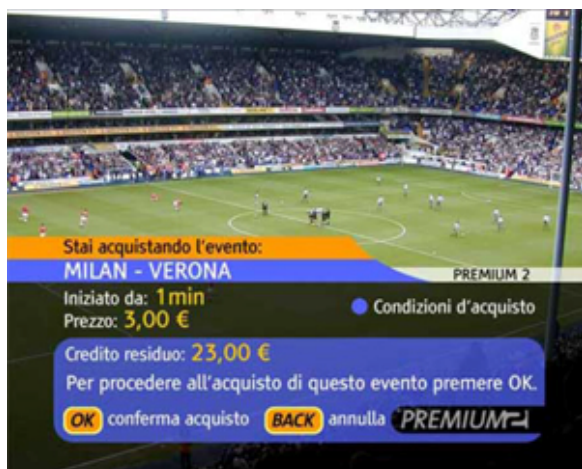 Stai acquistando l'evento:
MILAN - VERONA
PREMIUM 2
Iniziato da: 1min
Prezzo: 3,00 €
Condizioni d'acquisto
Credito residuo: 23,00 €
Per procedere all'acquisto di questo evento premere OK.
OK conferma acquisto BACK annulla PREMIUM